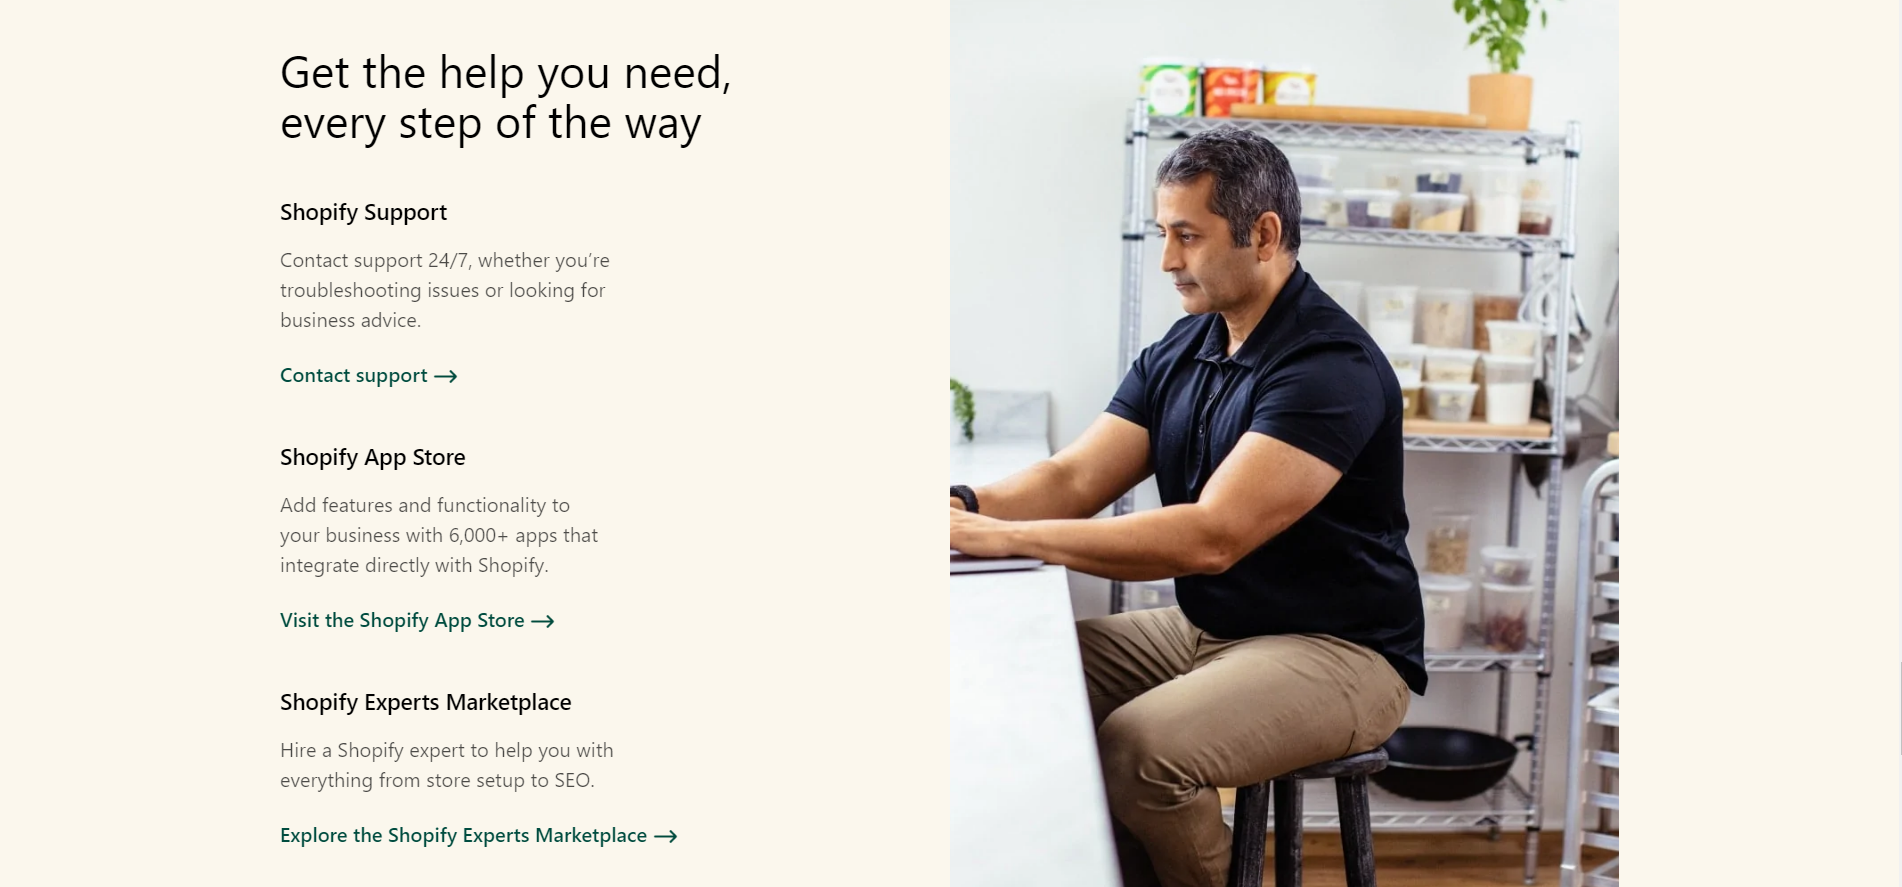 Get the help you need,
every step of the way
Shopify Support
Contact support 24/7, whether you’re
troubleshooting issues or looking for
business advice.
Contact support →
Shopify App Store
Add features and functionality to
your business with 6,000+ apps that
integrate directly with Shopify.
Visit the Shopify App Store →
Shopify Experts Marketplace
Hire a Shopify expert to help you with
everything from store setup to SEO.
Explore the Shopify Experts Marketplace →